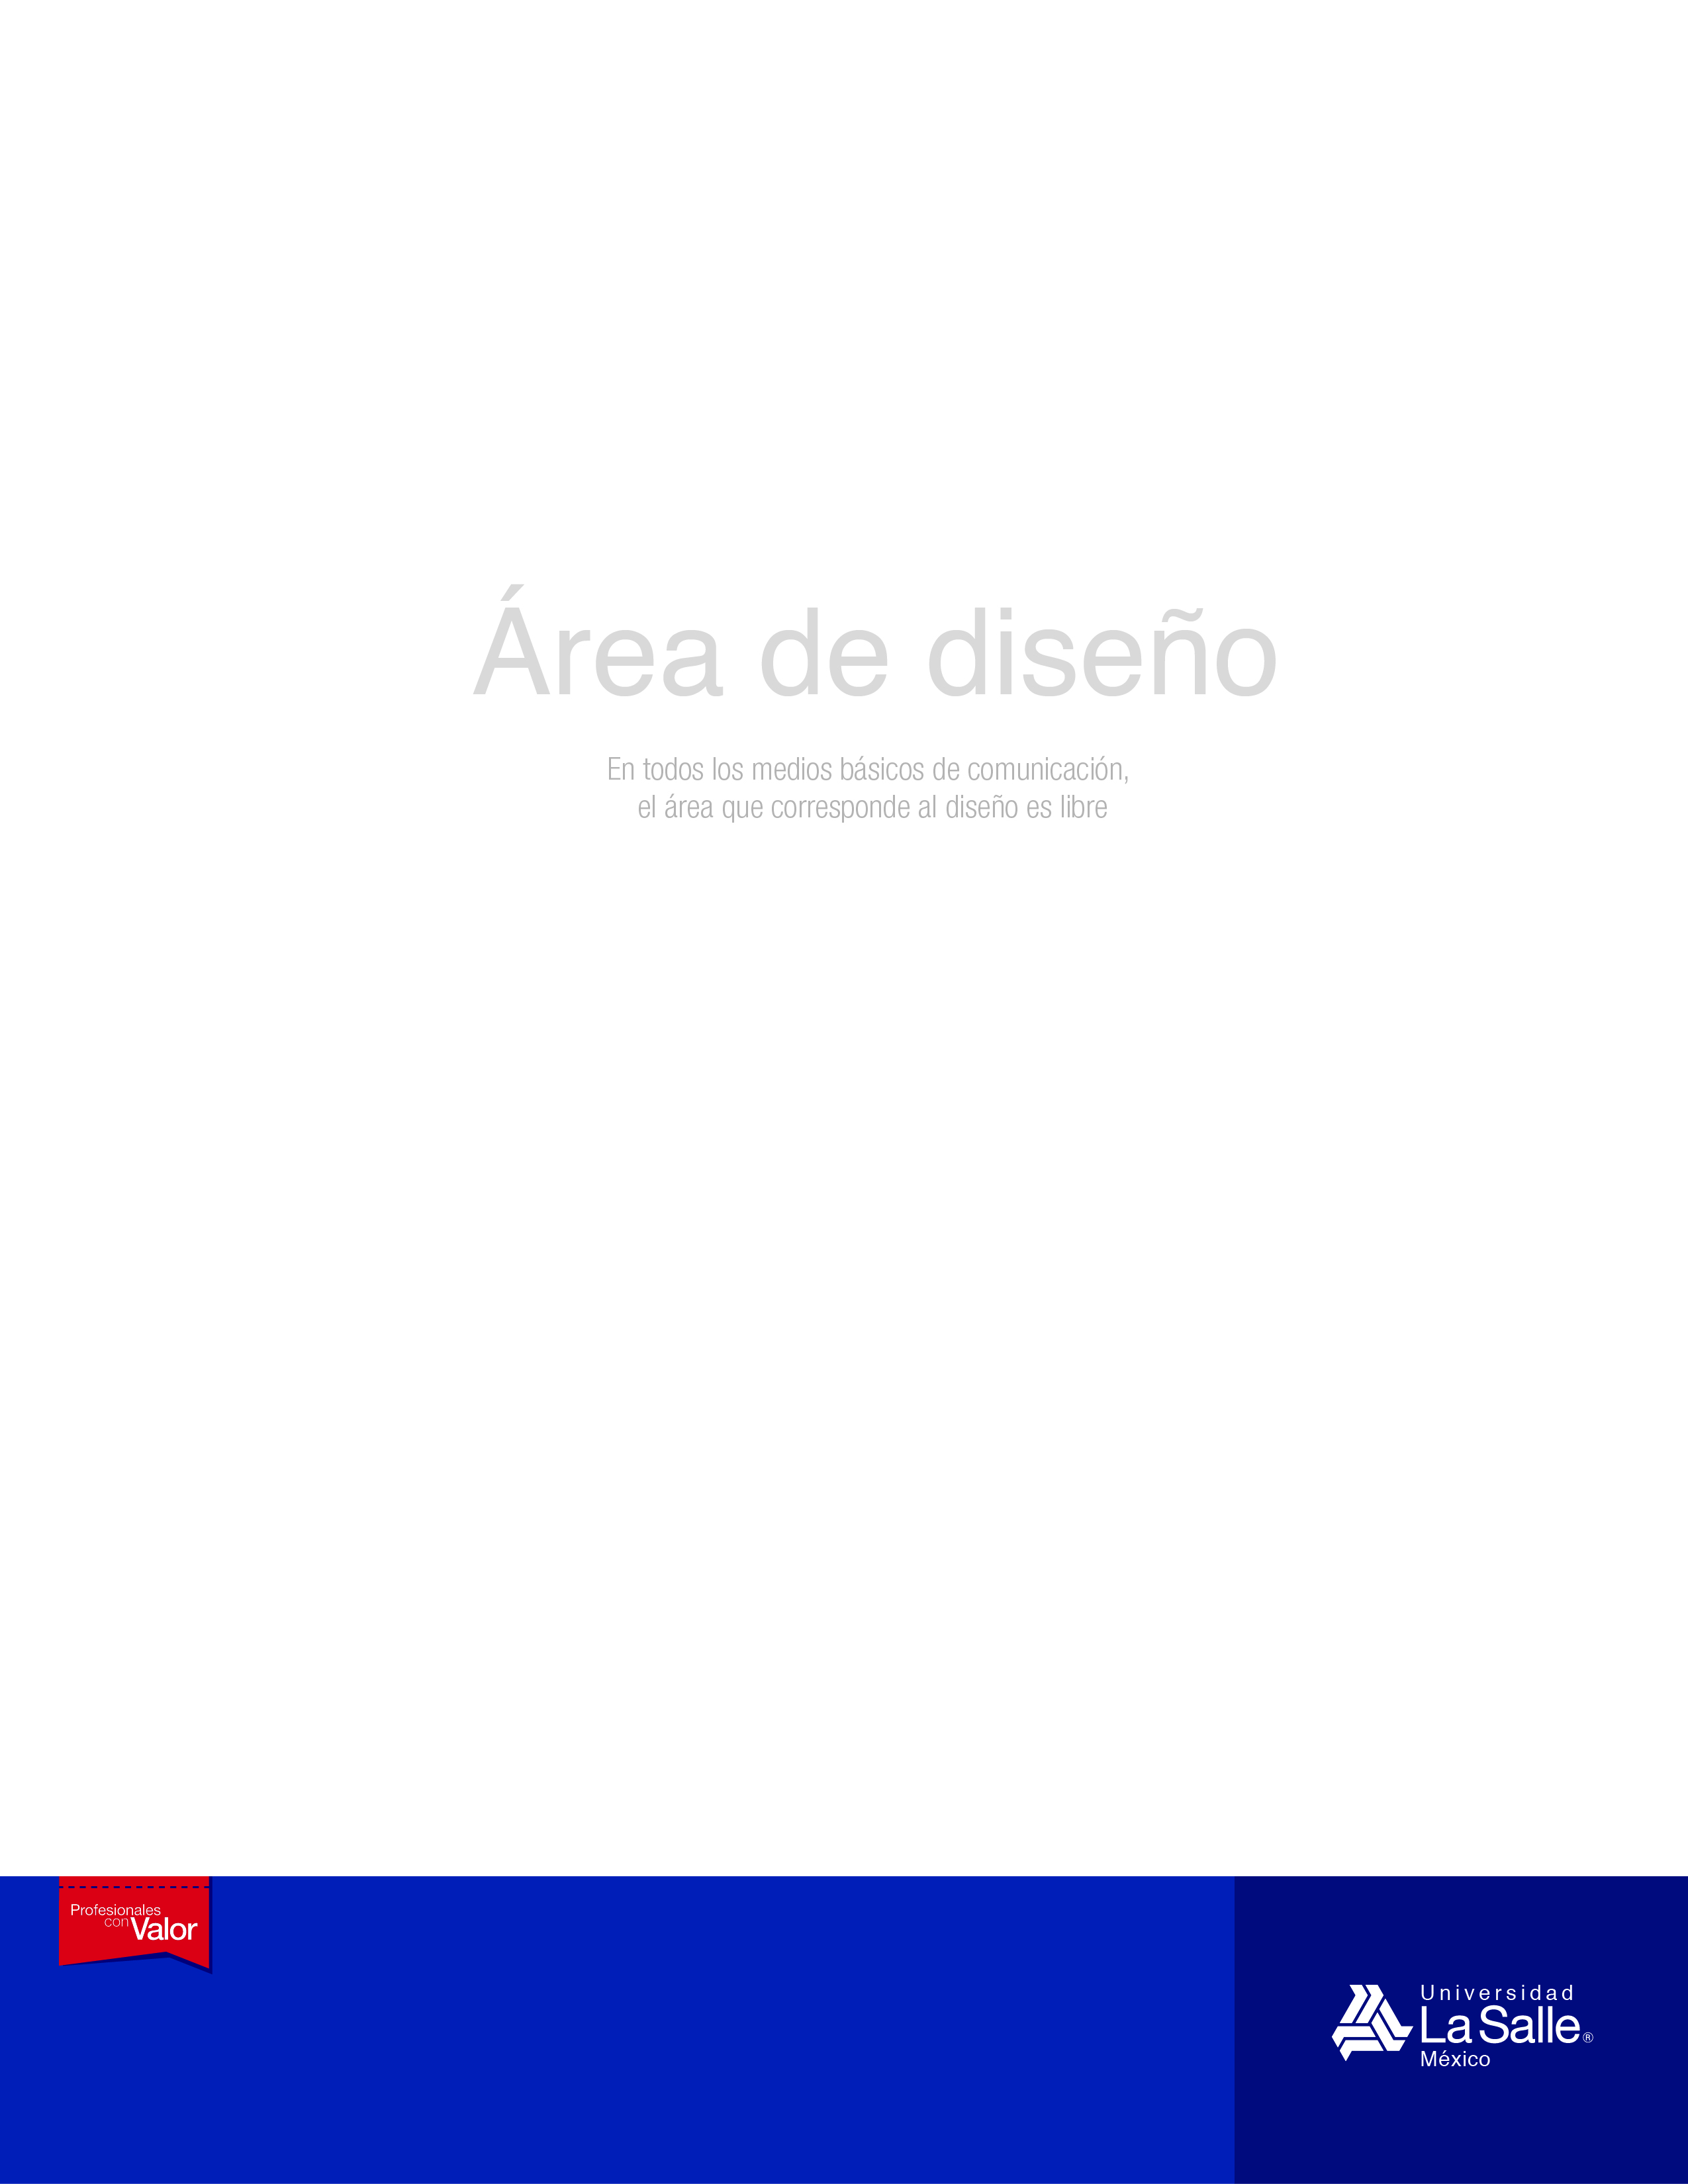 Área de diseño
En todos los medios básicos de comunicación,
el área que corresponde al diseño es libre
Profesionales
con Valor
Universidad
La Salle ®
México